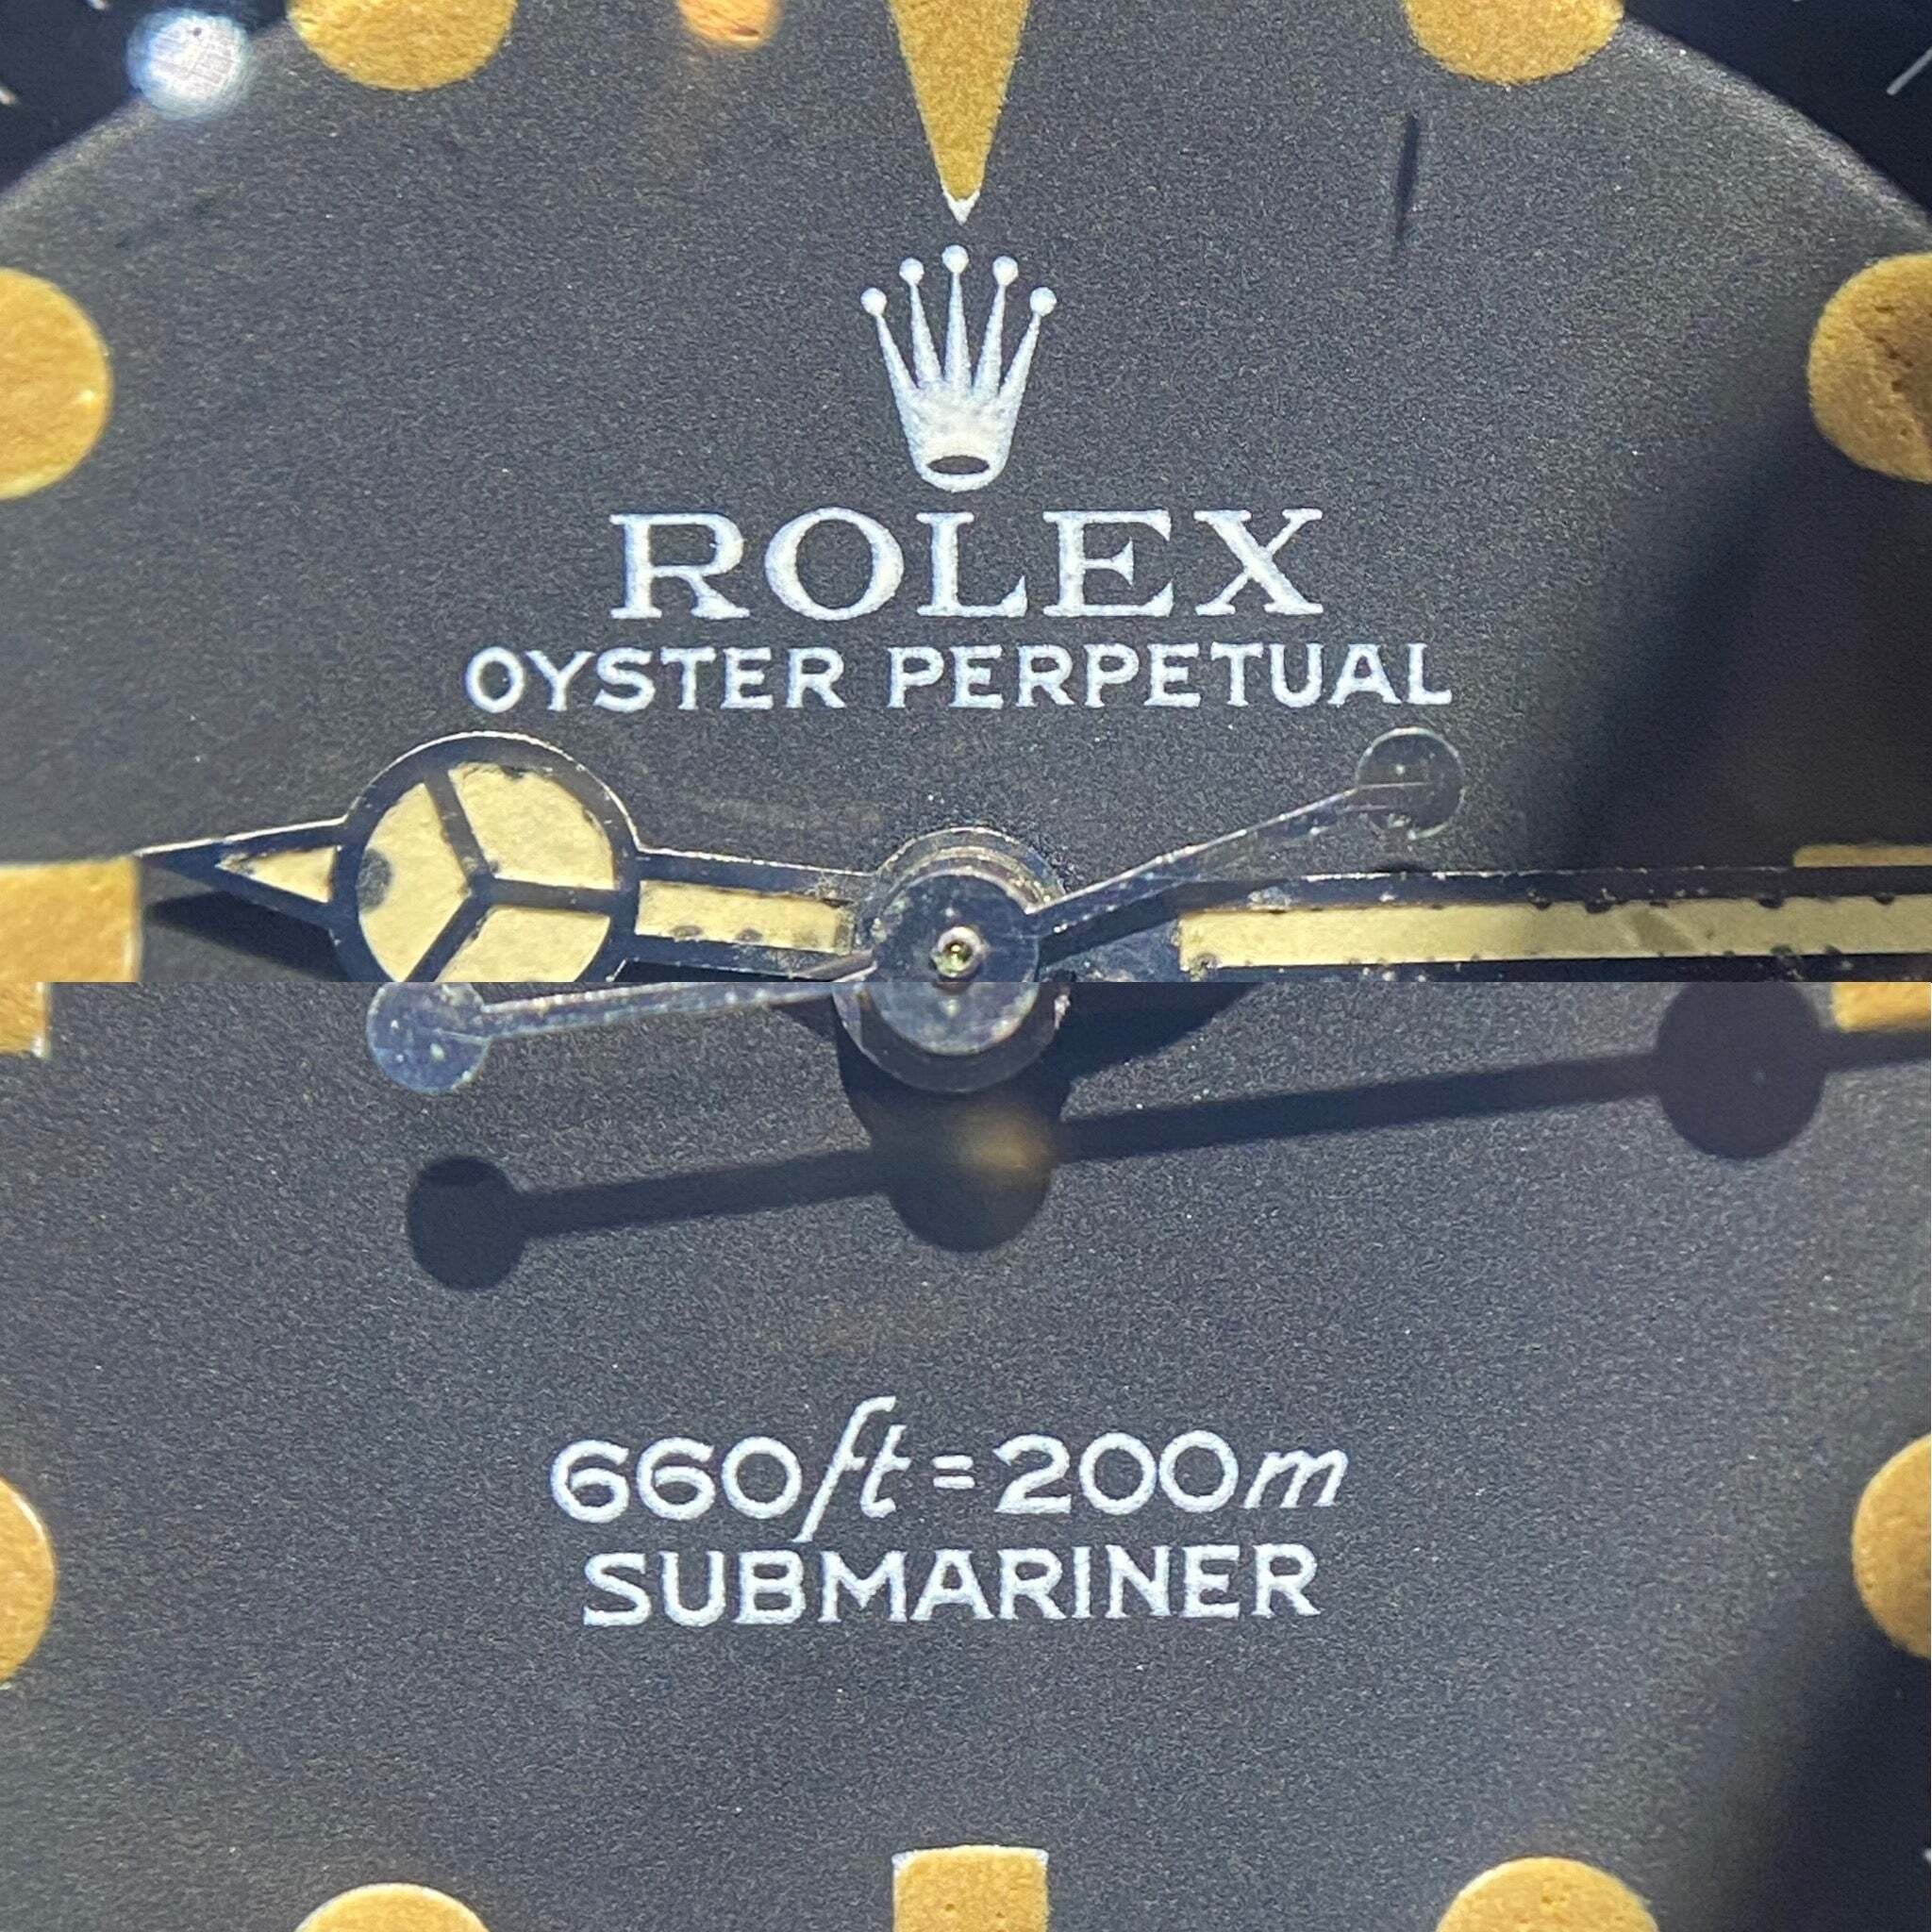 ROLEX
OYSTER PERPETUAL
660ft=200m
SUBMARINER